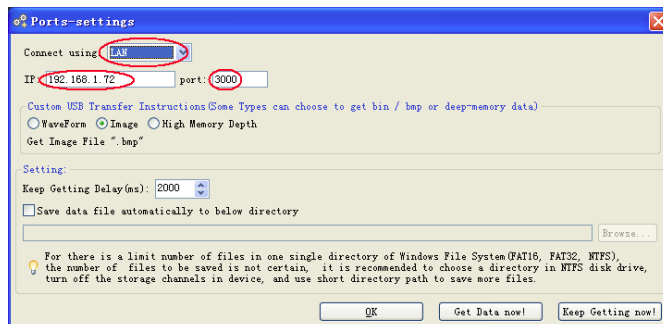 Ports-settings
Connect using: LAN
IP: 192.168.1.72 port: 3000
Custom USB Transfer Instructions(Some Types can choose to get bin / bmp or deep-memory data)
WaveForm Image High Memory Depth
Get Image File ".bmp"
Setting:
Keep Getting Delay(ms): 2000
Save data file automatically to below directory
Browse...
For there is a limit number of files in one single directory of Windows File System(FAT16, FAT32, NTFS),
the number of files to be saved is not certain, it is recommended to choose a directory in NTFS disk drive,
turn off the storage channels in device, and use short directory path to save more files.
OK Get Data now! Keep Getting now!